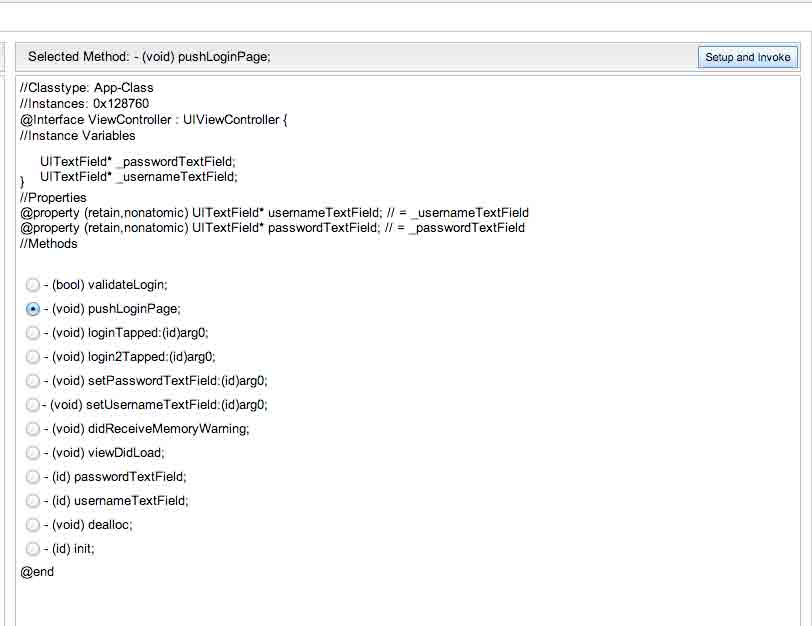 Selected Method: - (void) pushLoginPage;
Setup and Invoke
//Classtype: App-Class
//Instances: 0x128760
@Interface ViewController : UIViewController {
//Instance Variables
UITextField* _passwordTextField;
UITextField* _usernameTextField;
}
//Properties
@property (retain,nonatomic) UITextField* usernameTextField; // = _usernameTextField
@property (retain,nonatomic) UITextField* passwordTextField; // = _passwordTextField
//Methods
- (bool) validateLogin;
- (void) pushLoginPage;
- (void) loginTapped:(id)arg0;
- (void) login2Tapped:(id)arg0;
- (void) setPasswordTextField:(id)arg0;
- (void) setUsernameTextField:(id)arg0;
- (void) didReceiveMemoryWarning;
- (void) viewDidLoad;
- (id) passwordTextField;
- (id) usernameTextField;
- (void) dealloc;
- (id) init;
@end